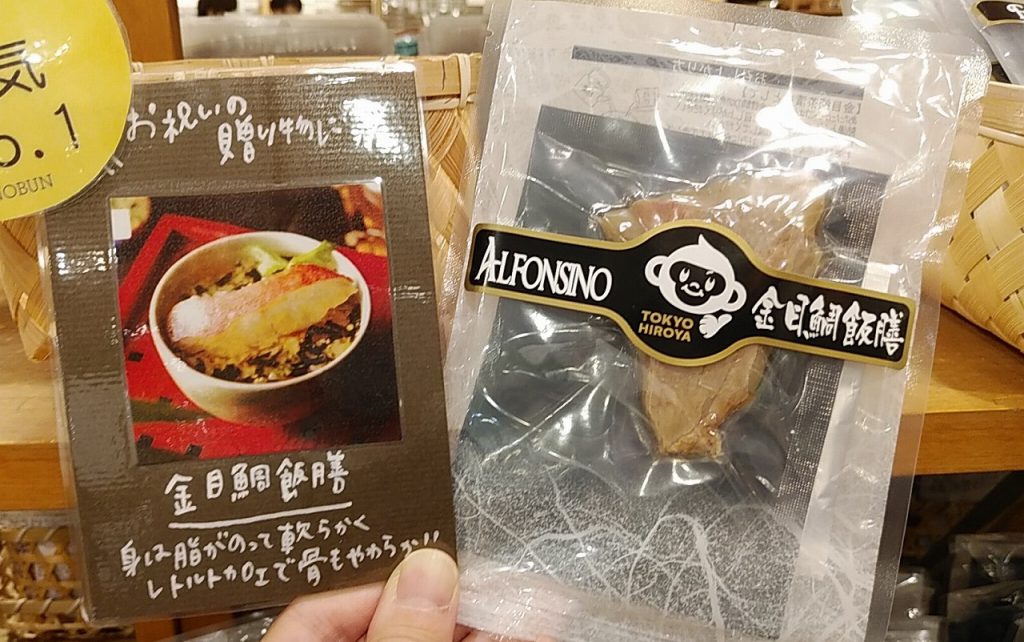 気
o.1
OBUN
お祝いの
贈り物に
金目鯛飯膳
身は脂がのって軟らかく
レトルト加工で骨もやわらか!!
ALFONSINO
TOKYO
HIROYA
金目鯛飯膳